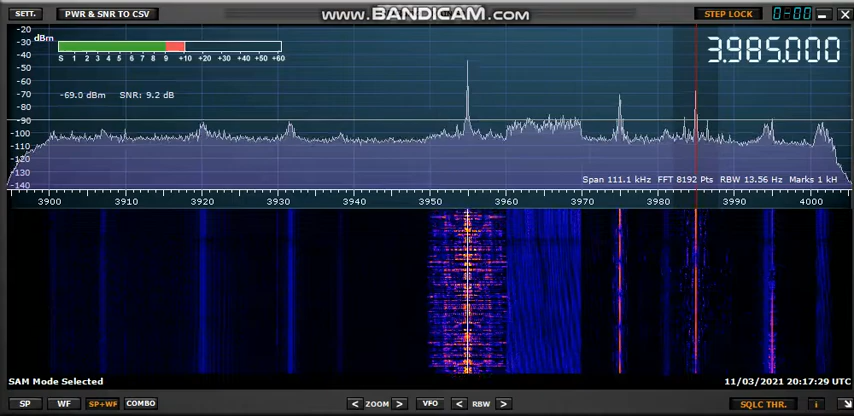 SETT.
PWR & SNR TO CSV
www.BANDICAM.com
STEP LOCK
0-00
dBm
S 1 2 3 4 5 6 7 8 9 +10 +20 +30 +40 +50 +60
3.985.000
-69.0 dBm SNR: 9.2 dB
-20
-30
-40
-50
-60
-70
-80
-90
-100
-110
-120
-130
-140
Span 111.1 kHz FFT 8192 Pts RBW 13.56 Hz Marks 1 kH
3900 3910 3920 3930 3940 3950 3960 3970 3980 3990 4000
SAM Mode Selected
11/03/2021 20:17:29 UTC
SP
WF
SP+WF
COMBO
< ZOOM >
VFO
< RBW >
SQLC THR.
i